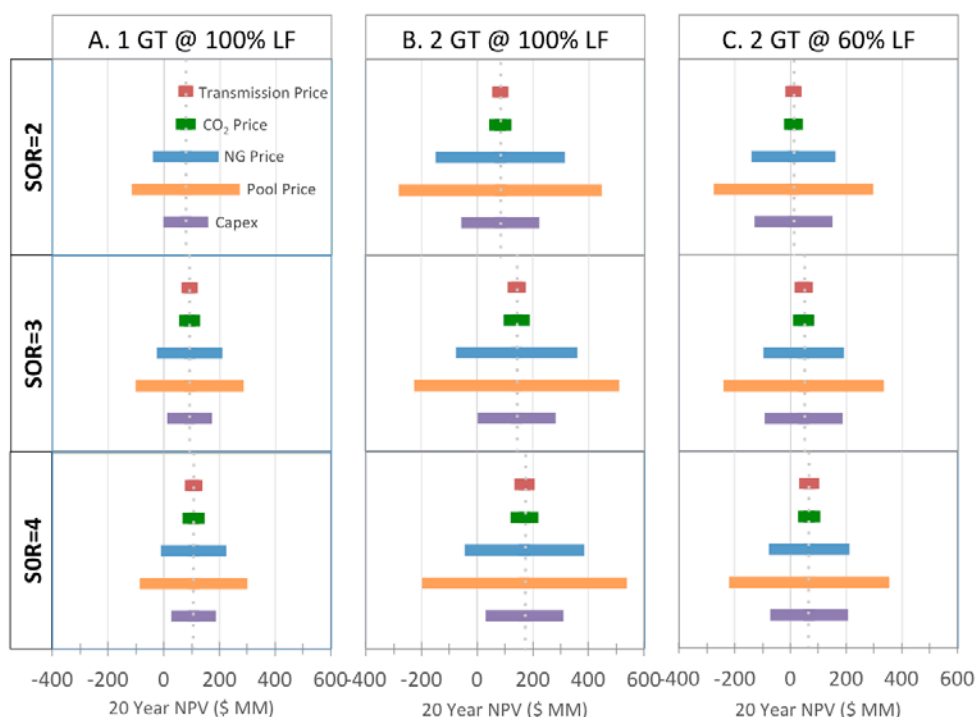 A. 1 GT @ 100% LF
B. 2 GT @ 100% LF
C. 2 GT @ 60% LF
SOR=2
Transmission Price
CO₂ Price
NG Price
Pool Price
Capex
SOR=3
SOR=4
-400 -200 0 200 400 600
-400 -200 0 200 400 600
-400 -200 0 200 400 600
20 Year NPV ($ MM)
20 Year NPV ($ MM)
20 Year NPV ($ MM)